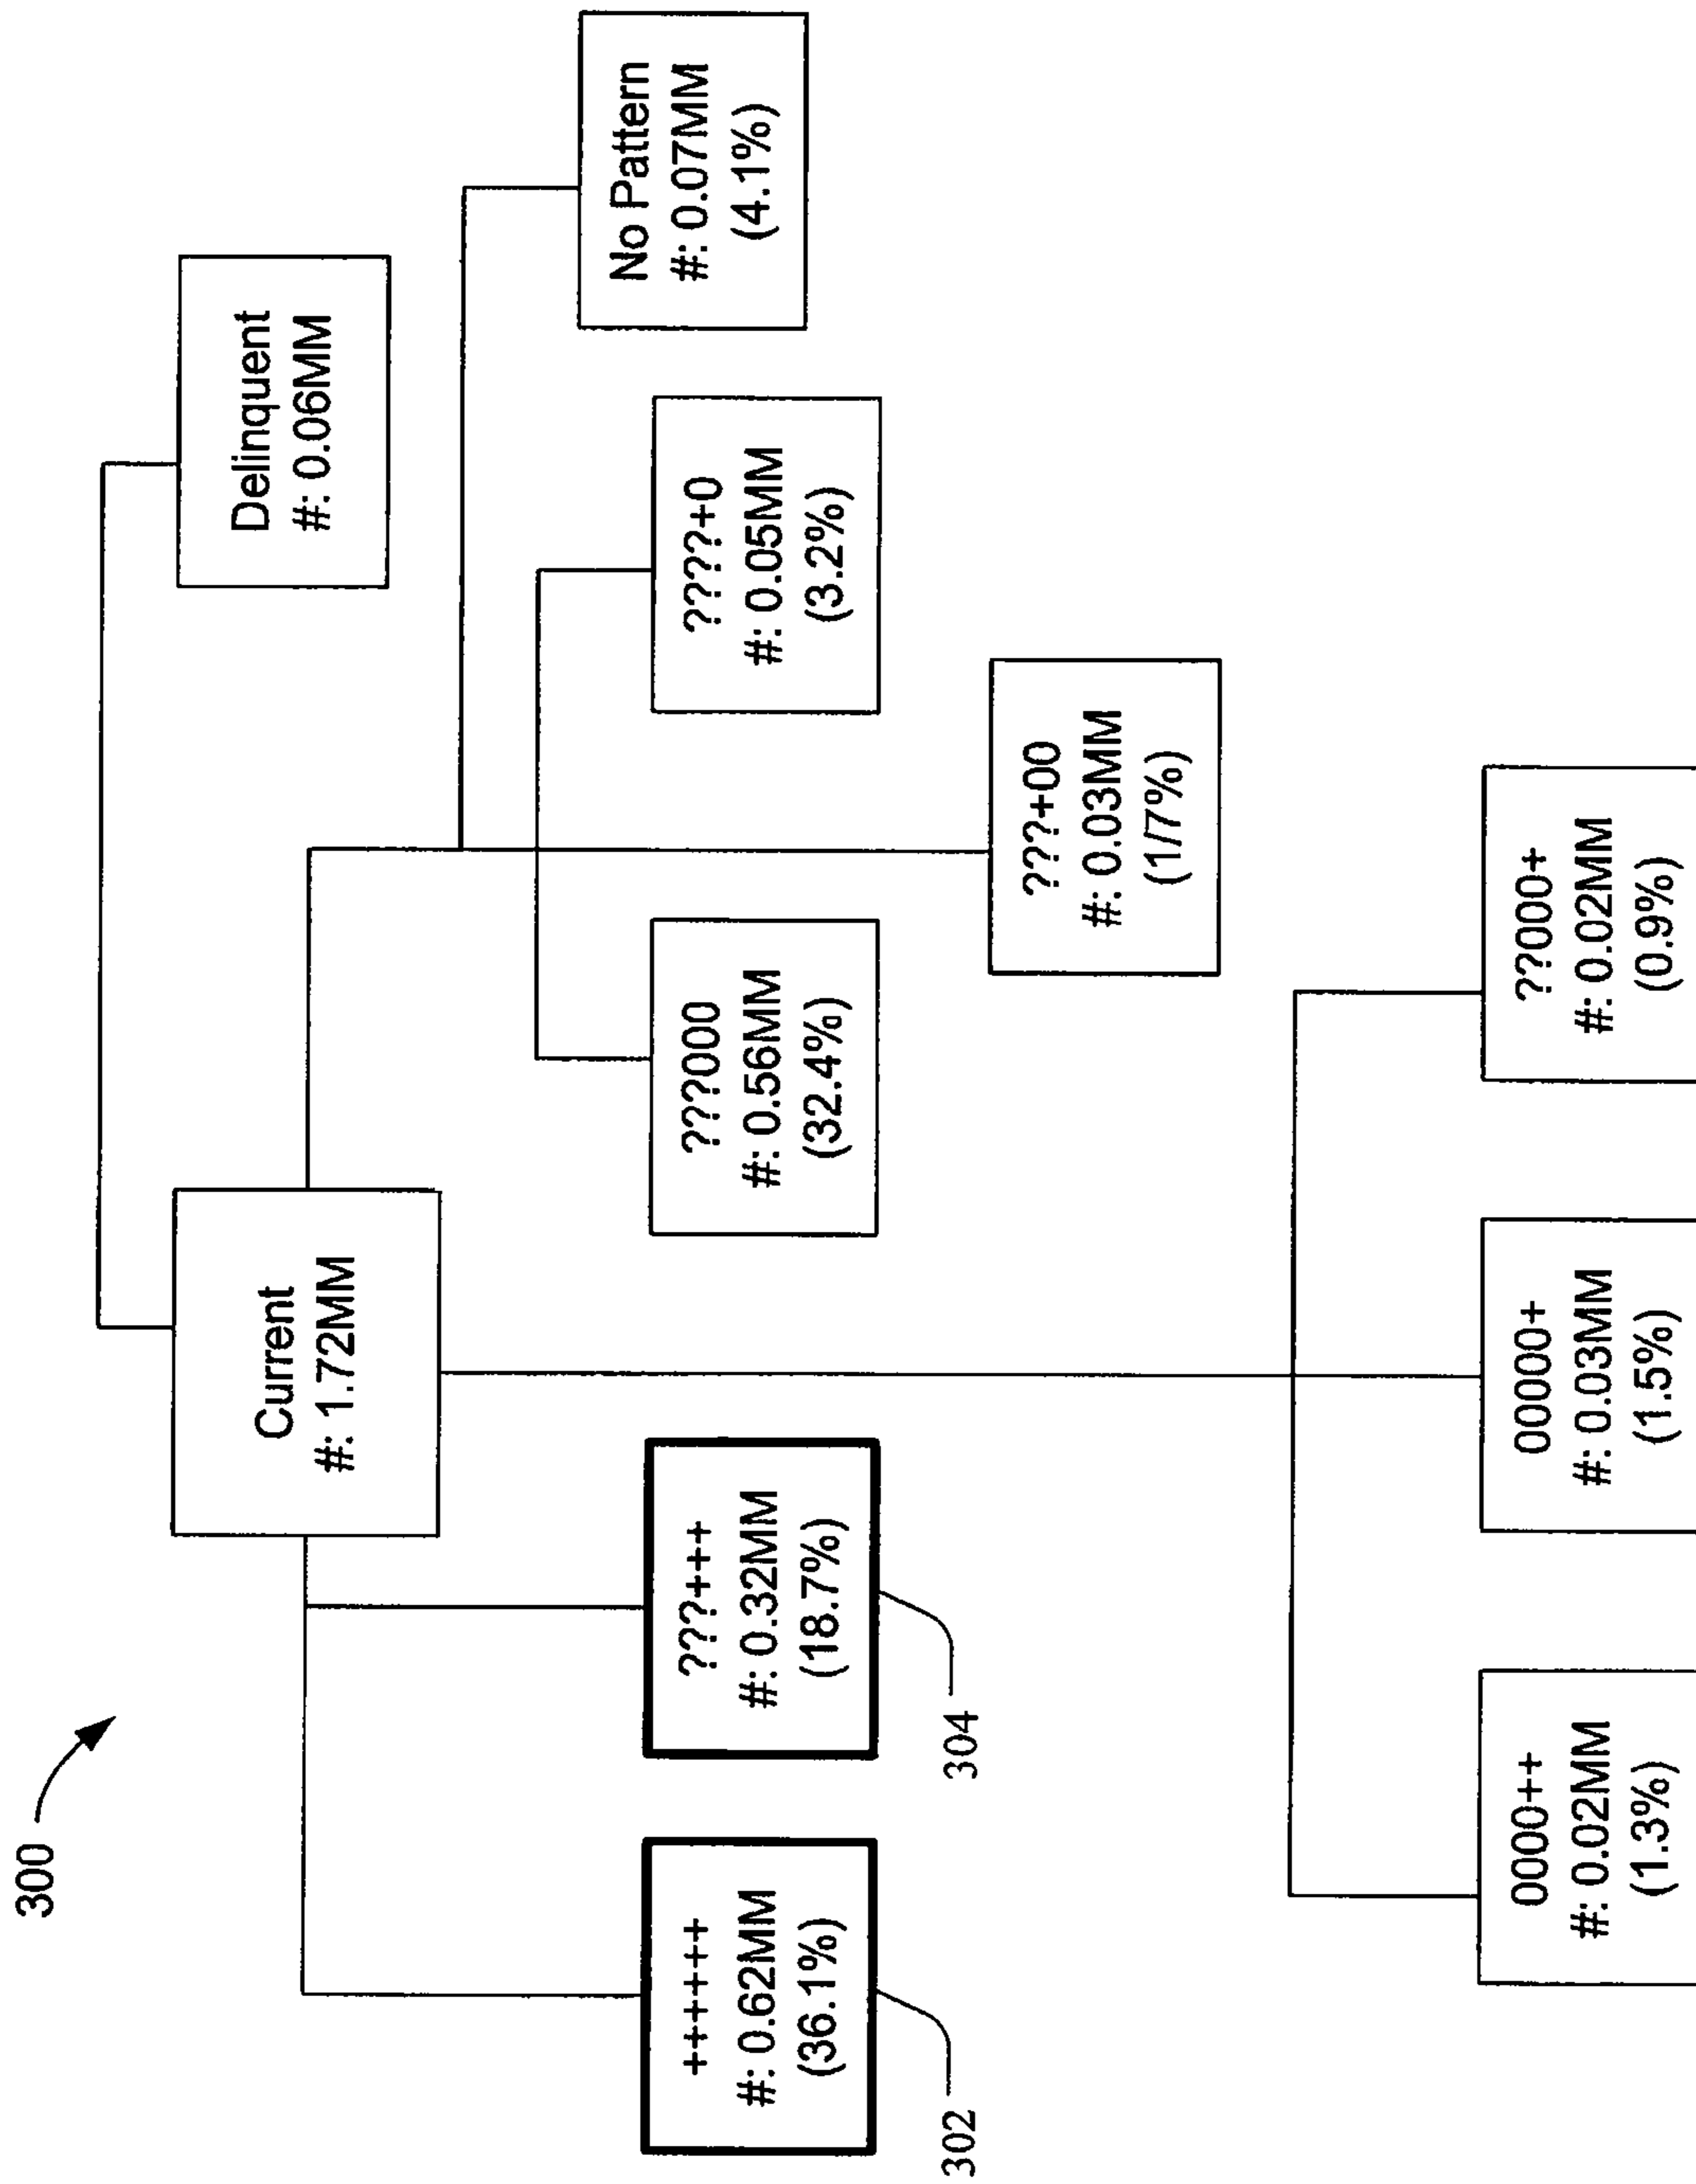 300
Current
#: 1.72MM
Delinquent
#: 0.06MM
++++++
#: 0.62MM
(36.1%)
302
???+++
#: 0.32MM
(18.7%)
304
???000
#: 0.56MM
(32.4%)
????+0
#: 0.05MM
(3.2%)
No Pattern
#: 0.07MM
(4.1%)
???+00
#: 0.03MM
(1/7%)
0000++
#: 0.02MM
(1.3%)
00000+
#: 0.03MM
(1.5%)
??000+
#: 0.02MM
(0.9%)